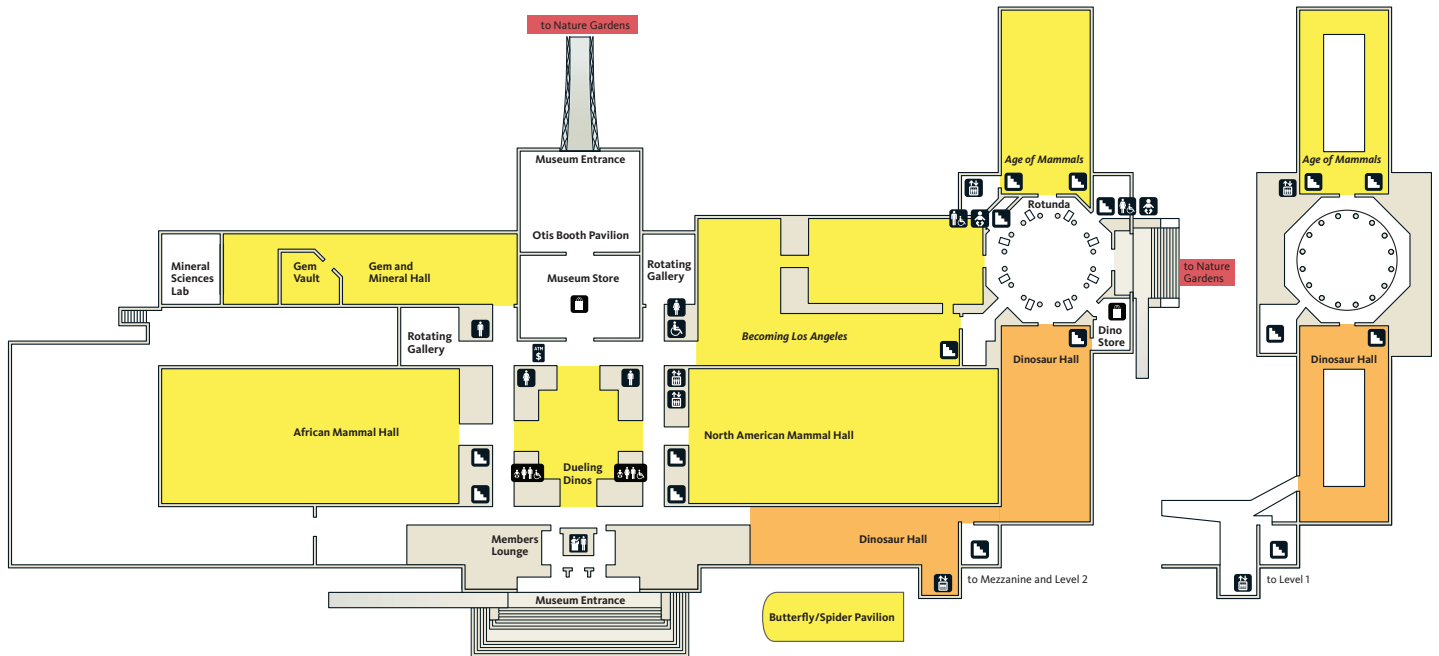 to Nature Gardens
Museum Entrance
Age of Mammals
Age of Mammals
Rotunda
Otis Booth Pavilion
Mineral
Sciences
Lab
Gem
Vault
Gem and
Mineral Hall
Museum Store
Rotating
Gallery
to Nature
Gardens
Rotating
Gallery
ATM
$
Becoming Los Angeles
Dino
Store
Dinosaur Hall
Dinosaur Hall
African Mammal Hall
North American Mammal Hall
Dueling
Dinos
Members
Lounge
Dinosaur Hall
to Mezzanine and Level 2
to Level 1
Museum Entrance
Butterfly/Spider Pavilion